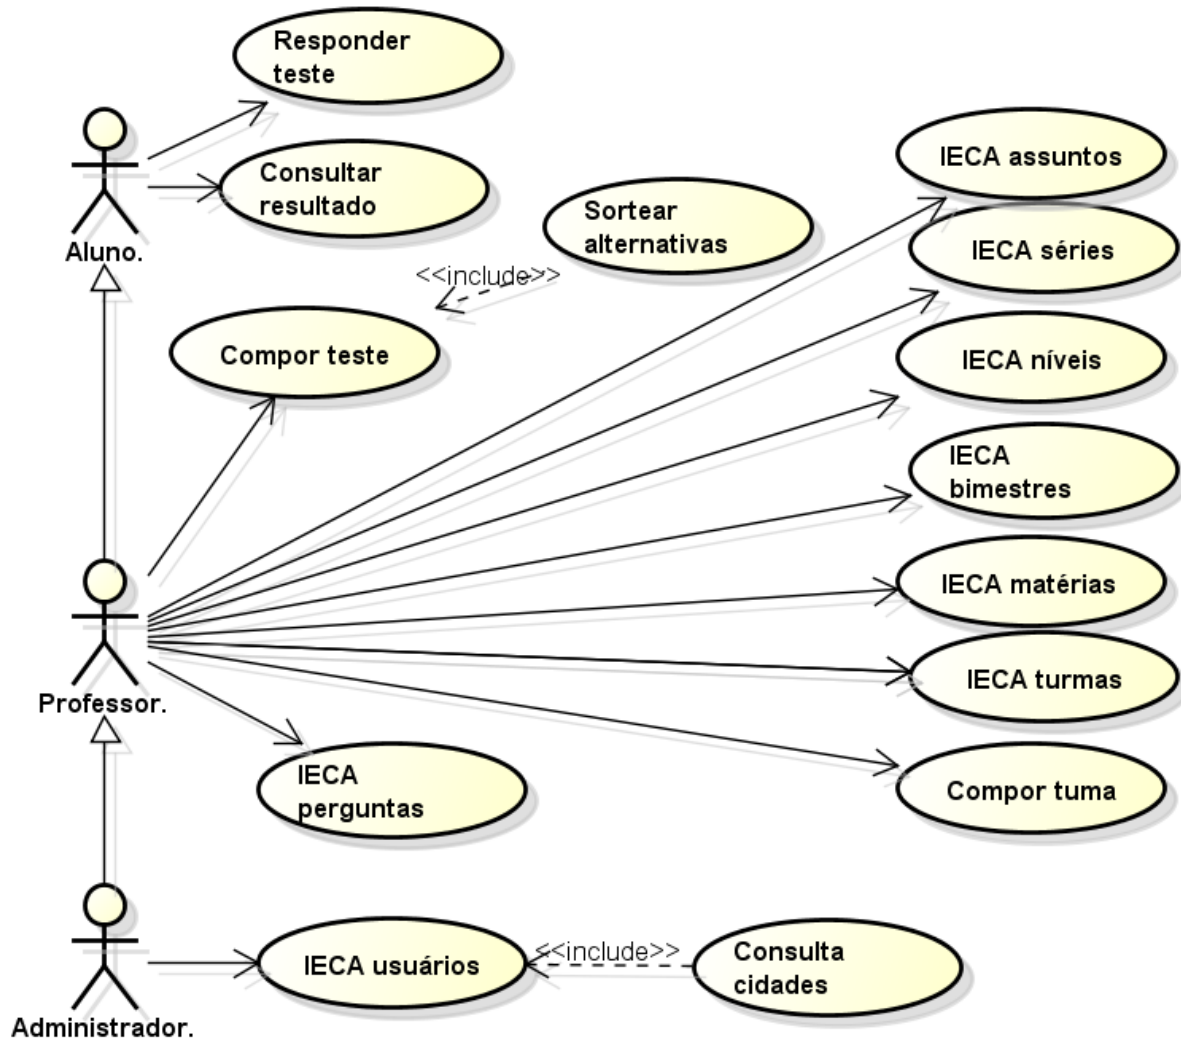 Responder
teste
Consultar
resultado
Aluno.
Sortear
alternativas
<<include>>
Compor teste
IECA assuntos
IECA séries
IECA níveis
IECA
bimestres
IECA matérias
IECA turmas
Compor tuma
Professor.
IECA
perguntas
Administrador.
IECA usuários
<<include>>
Consulta
cidades